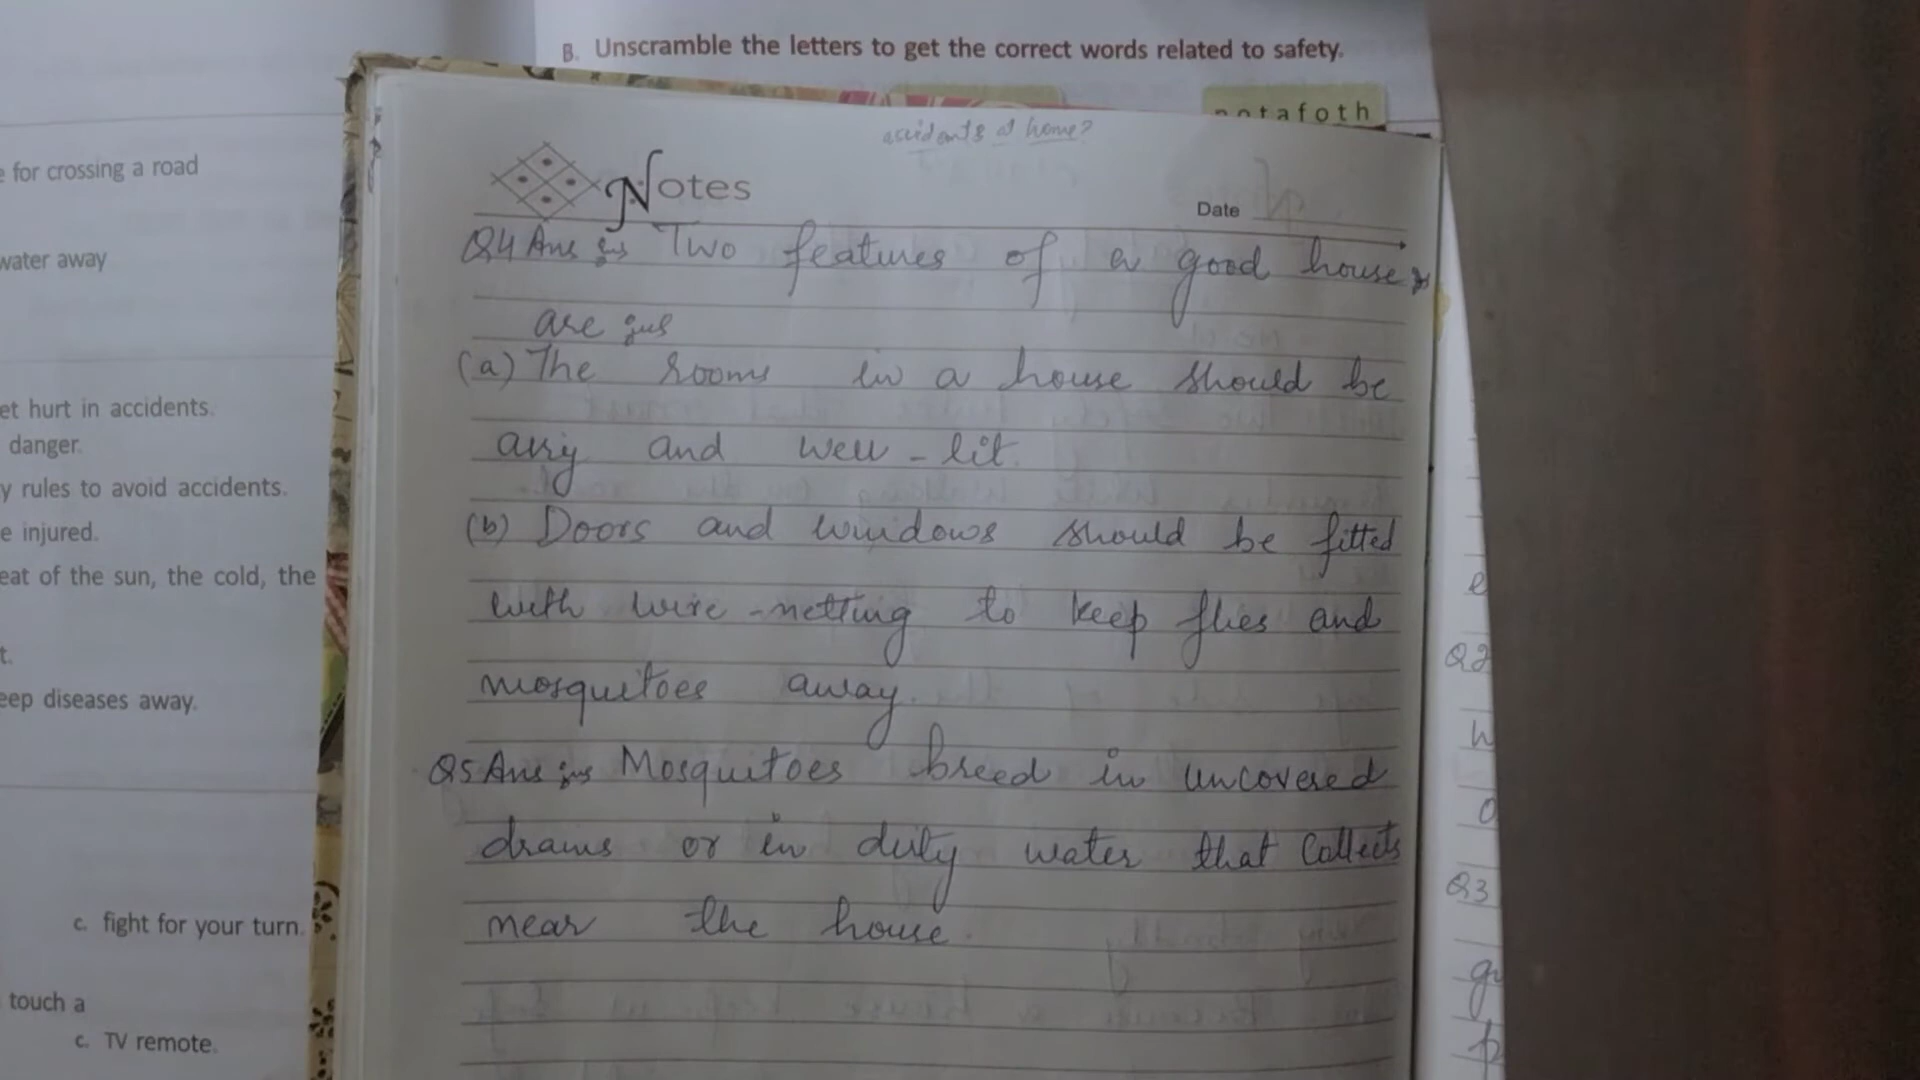 B. Unscramble the letters to get the correct words related to safety.
otafoth
accidents at home?
Notes
Date
Q4 Ans Two features of a good house
are
(a) The rooms in a house should be
airy and well-lit.
(b) Doors and windows should be fitted
with wire-netting to keep flies and
mosquitoes away.
Q5 Ans Mosquitoes breed in uncovered
drains or in dirty water that collects
near the house.
for crossing a road
water away
et hurt in accidents.
danger.
y rules to avoid accidents.
e injured.
eat of the sun, the cold, the
t.
eep diseases away.
c. fight for your turn.
touch a
c. TV remote.
e
Q2
Q3